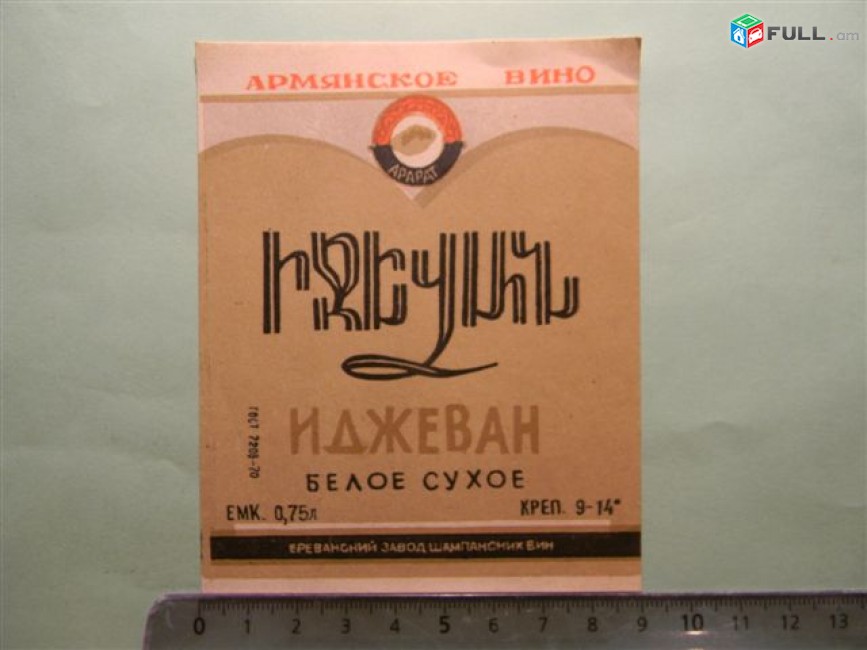 FULL.am
АРМЯНСКОЕ ВИНО
АРАРАТ
ԻՋԵՎԱՆ
ИДЖЕВАН
ГОСТ 7208-70
БЕЛОЕ СУХОЕ
ЕМК. 0,75л КРЕП. 9-14°
ЕРЕВАНСКИЙ ЗАВОД ШАМПАНСКИХ ВИН
0 1 2 3 4 5 6 7 8 9 10 11 12 13